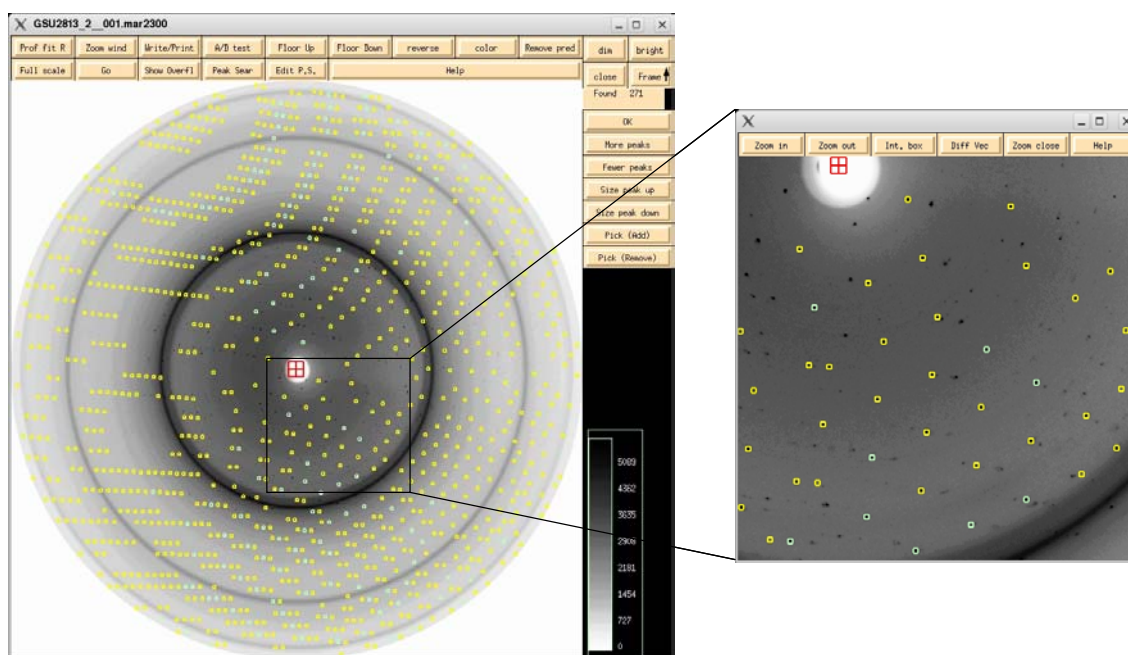 GSU2813_2__001.mar2300
Prof fit R Zoom wind Write/Print A/D test Floor Up Floor Down reverse color Remove pred dim bright
Full scale Go Show Overfl Peak Sear Edit P.S. Help close Frame
Found 271
OK
More peaks
Fewer peaks
Size peak up
Size peak down
Pick (Add)
Pick (Remove)
5089
4362
3635
2908
2181
1454
727
0
Zoom in Zoom out Int. box Diff Vec Zoom close Help